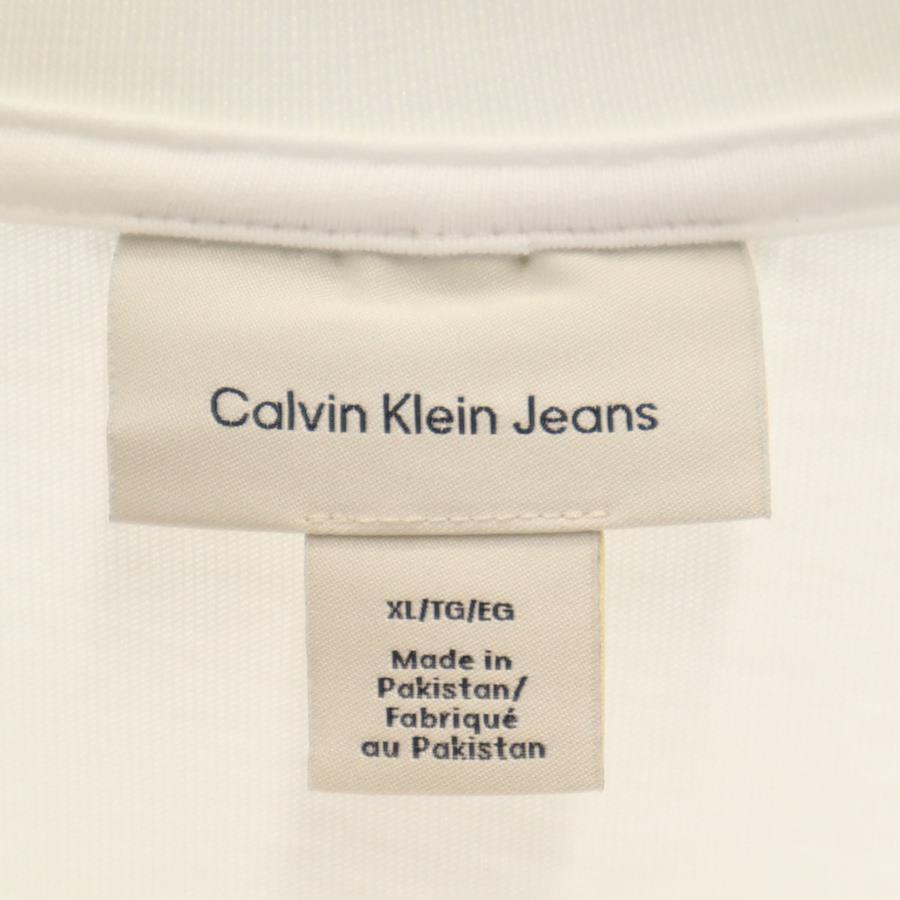 Calvin Klein Jeans
XL/TG/EG
Made in
Pakistan/
Fabriqué
au Pakistan